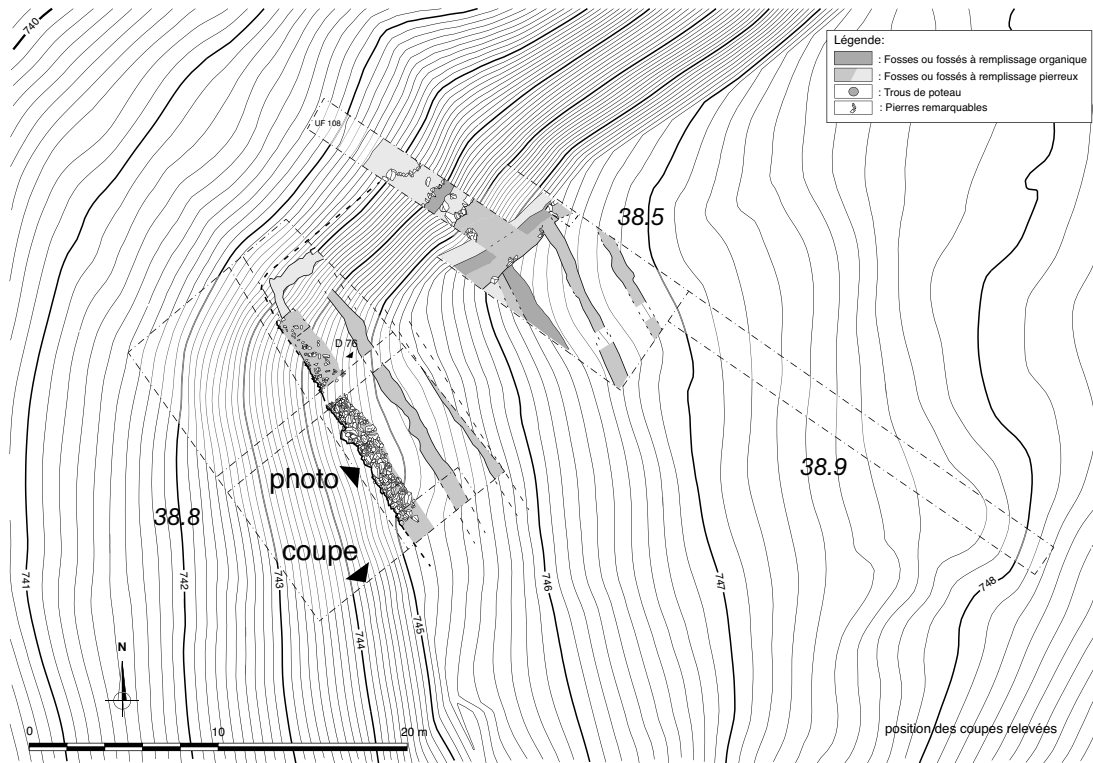 740
Légende:
: Fosses ou fossés à remplissage organique
: Fosses ou fossés à remplissage pierreux
: Trous de poteau
: Pierres remarquables
UF 108
38.5
D 76
38.9
photo
38.8
coupe
741
742
743
744
745
746
747
748
N
0
10
20 m
position des coupes relevées